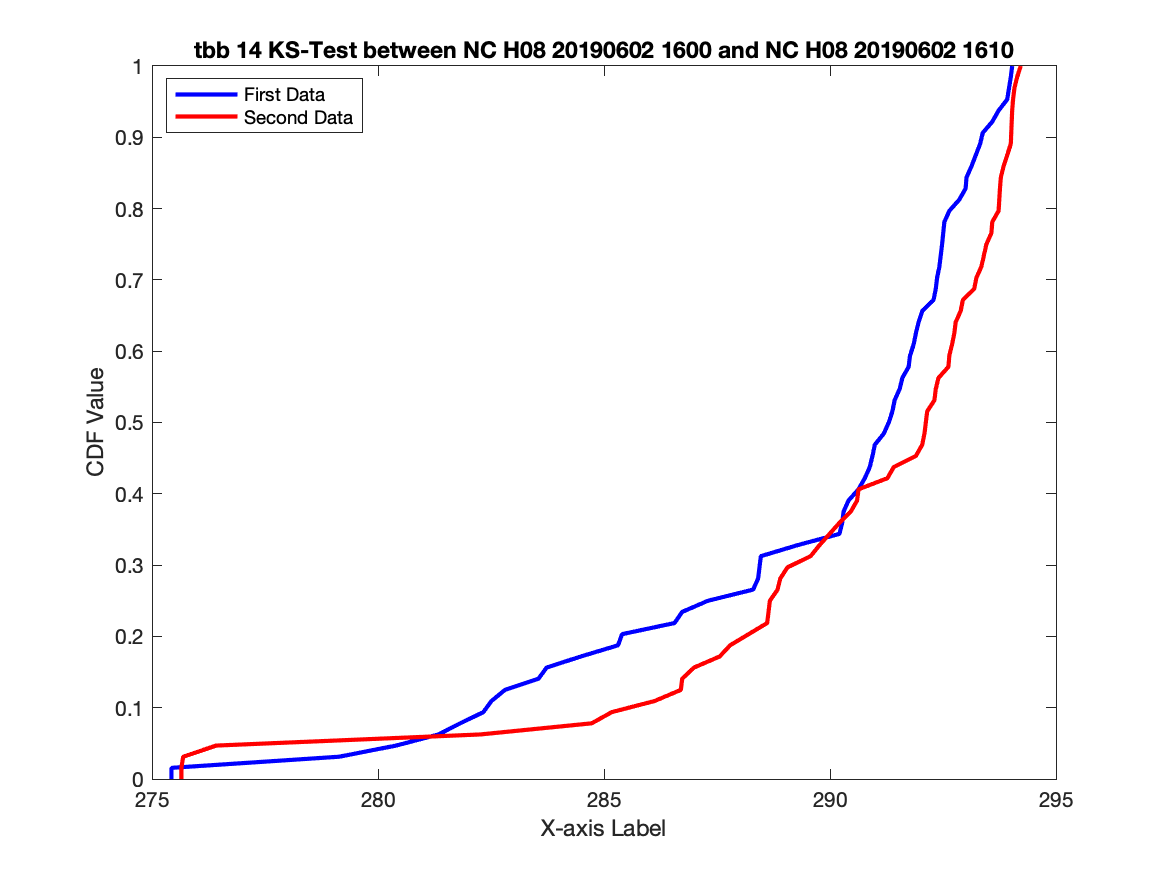 tbb 14 KS-Test between NC H08 20190602 1600 and NC H08 20190602 1610
First Data
Second Data
1
0.9
0.8
0.7
0.6
0.5
0.4
0.3
0.2
0.1
0
CDF Value
275 280 285 290 295
X-axis Label